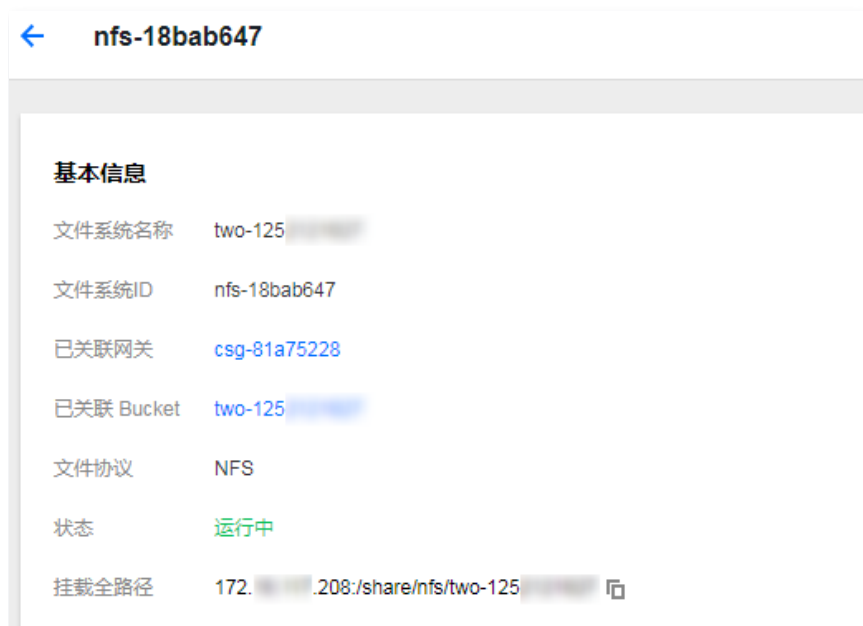 nfs-18bab647
基本信息
文件系统名称 two-125
文件系统ID nfs-18bab647
已关联网关 csg-81a75228
已关联 Bucket two-125
文件协议 NFS
状态 运行中
挂载全路径 172. .208:/share/nfs/two-125